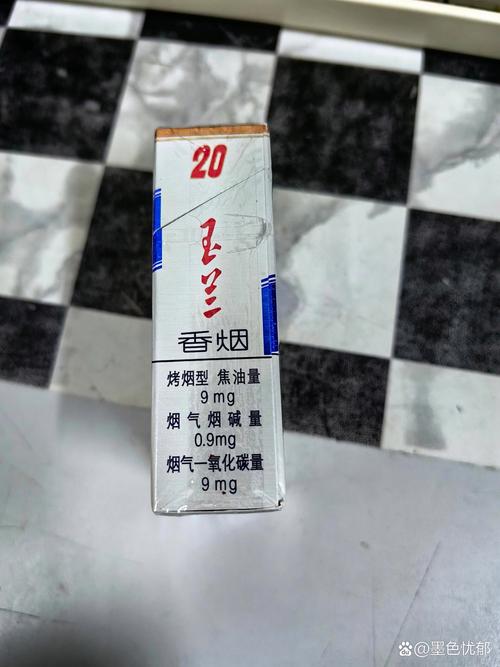 20
玉兰
香烟
烤烟型 焦油量
9 mg
烟气烟碱量
0.9mg
烟气一氧化碳量
9 mg
@墨色忧郁